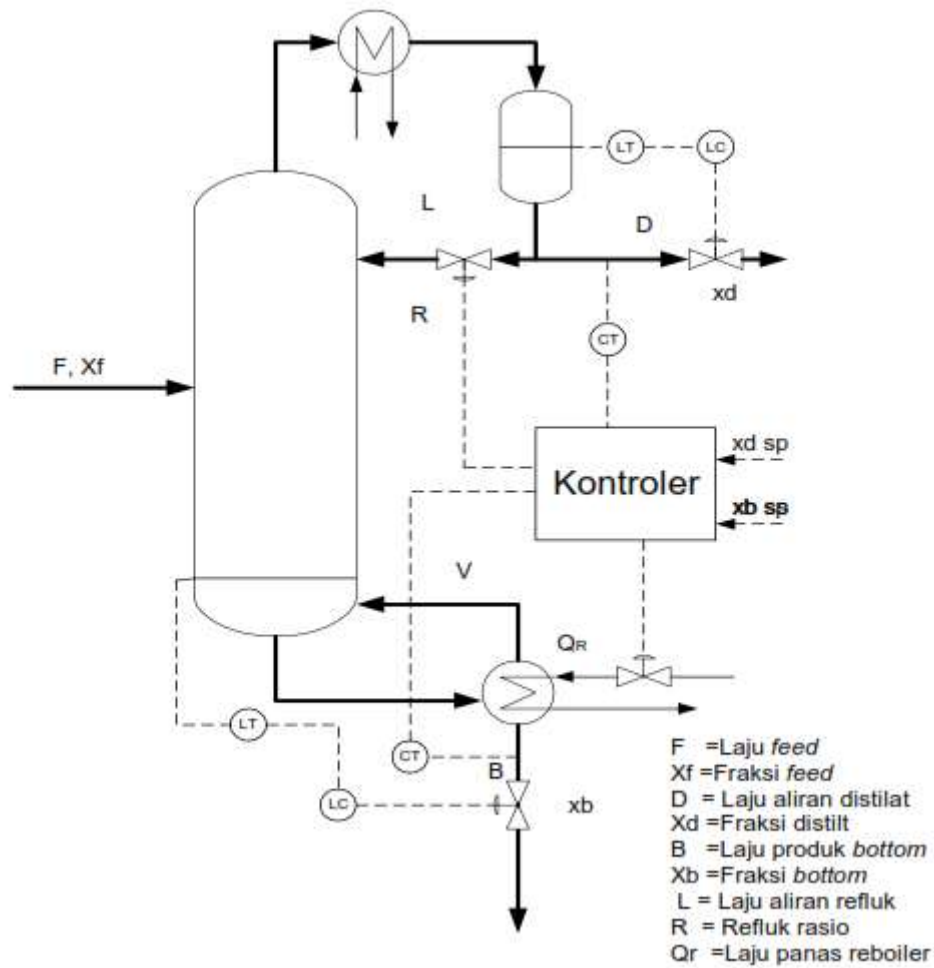 LT
LC
L
D
xd
R
CT
F, Xf
xd sp
Kontroler
V
QR
LT
CT
B
LC
xb
F =Laju feed
Xf =Fraksi feed
D = Laju aliran distilat
Xd =Fraksi distilt
B =Laju produk bottom
Xb =Fraksi bottom
L = Laju aliran refluk
R = Refluk rasio
Qr =Laju panas reboiler